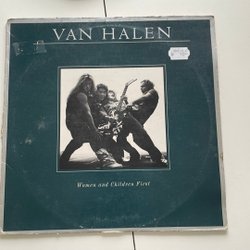 VAN HALEN
Women and Children First